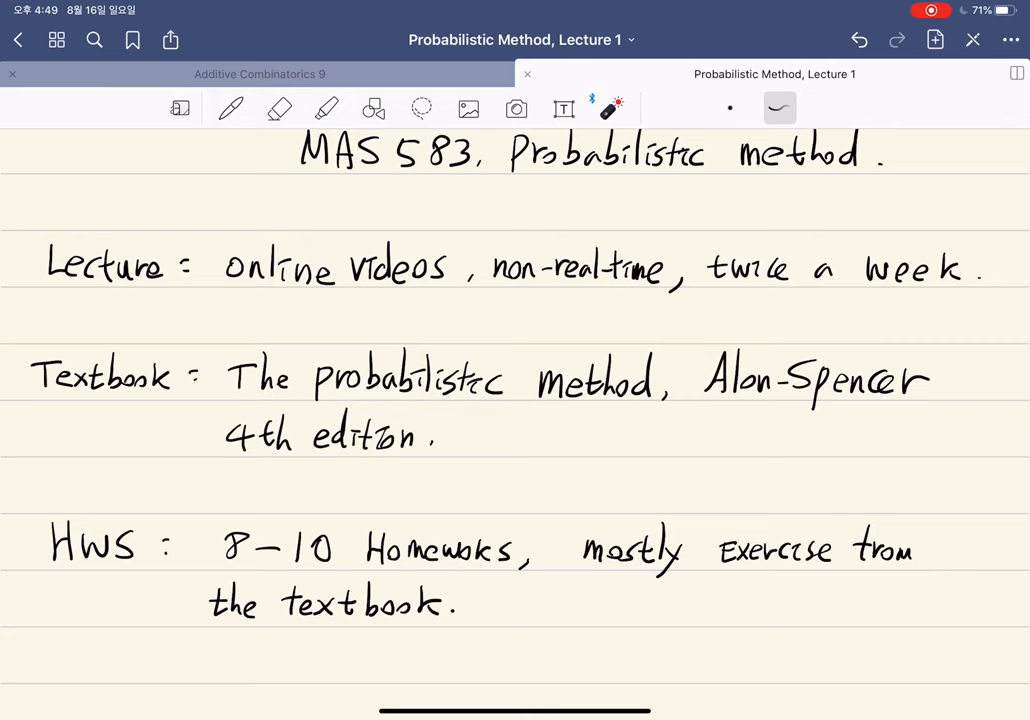 오후 4:49 8월 16일 일요일 71%
Probabilistic Method, Lecture 1
Additive Combinatorics 9
Probabilistic Method, Lecture 1
MAS 583. Probabilistic method.
Lecture: online videos, non-real-time, twice a week.
Textbook: The probabilistic method, Alon-Spencer
4th edition.
HWS: 8-10 Homewoks, mostly exercise from
the textbook.